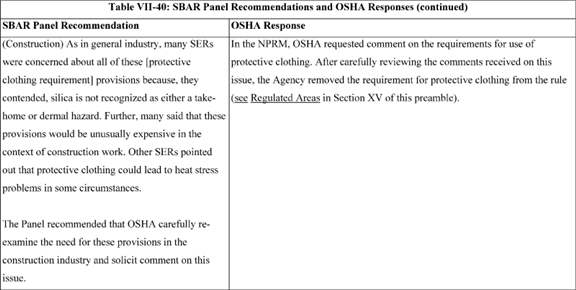 Table VII-40: SBAR Panel Recommendations and OSHA Responses (continued)
SBAR Panel Recommendation
OSHA Response
(Construction) As in general industry, many SERs
were concerned about all of these [protective
clothing requirement] provisions because, they
contended, silica is not recognized as either a take-
home or dermal hazard. Further, many said that these
provisions would be unusually expensive in the
context of construction work. Other SERs pointed
out that protective clothing could lead to heat stress
problems in some circumstances.
The Panel recommended that OSHA carefully re-
examine the need for these provisions in the
construction industry and solicit comment on this
issue.
In the NPRM, OSHA requested comment on the requirements for use of
protective clothing. After carefully reviewing the comments received on this
issue, the Agency removed the requirement for protective clothing from the rule
(see Regulated Areas in Section XV of this preamble).